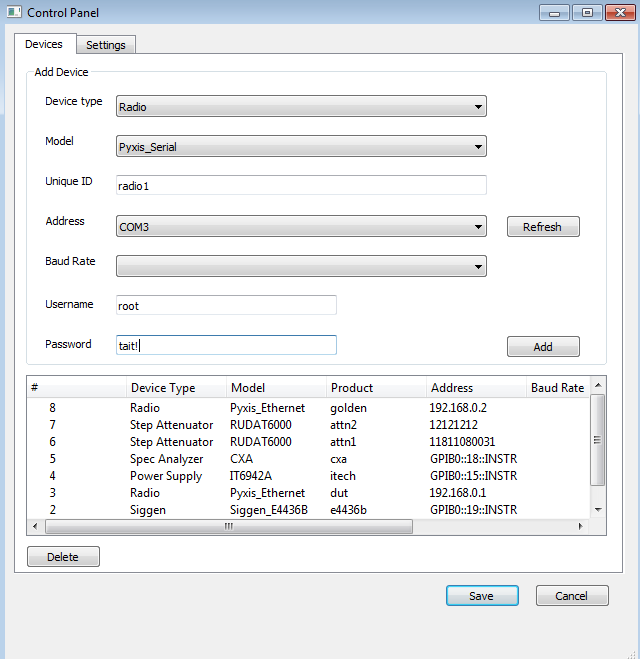 Control Panel
Devices Settings
Add Device
Device type Radio
Model Pyxis_Serial
Unique ID radio1
Address COM3 Refresh
Baud Rate
Username root
Password tait! Add
# Device Type Model Product Address Baud Rate
8 Radio Pyxis_Ethernet golden 192.168.0.2
7 Step Attenuator RUDAT6000 attn2 12121212
6 Step Attenuator RUDAT6000 attn1 11811080031
5 Spec Analyzer CXA cxa GPIB0::18::INSTR
4 Power Supply IT6942A itech GPIB0::15::INSTR
3 Radio Pyxis_Ethernet dut 192.168.0.1
2 Siggen Siggen_E4436B e4436b GPIB0::19::INSTR
Delete
Save Cancel